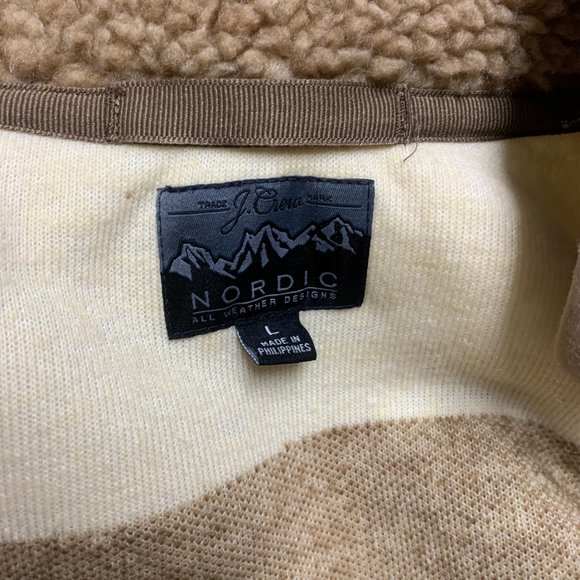 TRADE J.Crew MARK
NORDIC
ALL WEATHER DESIGNS
L
MADE IN
PHILIPPINES